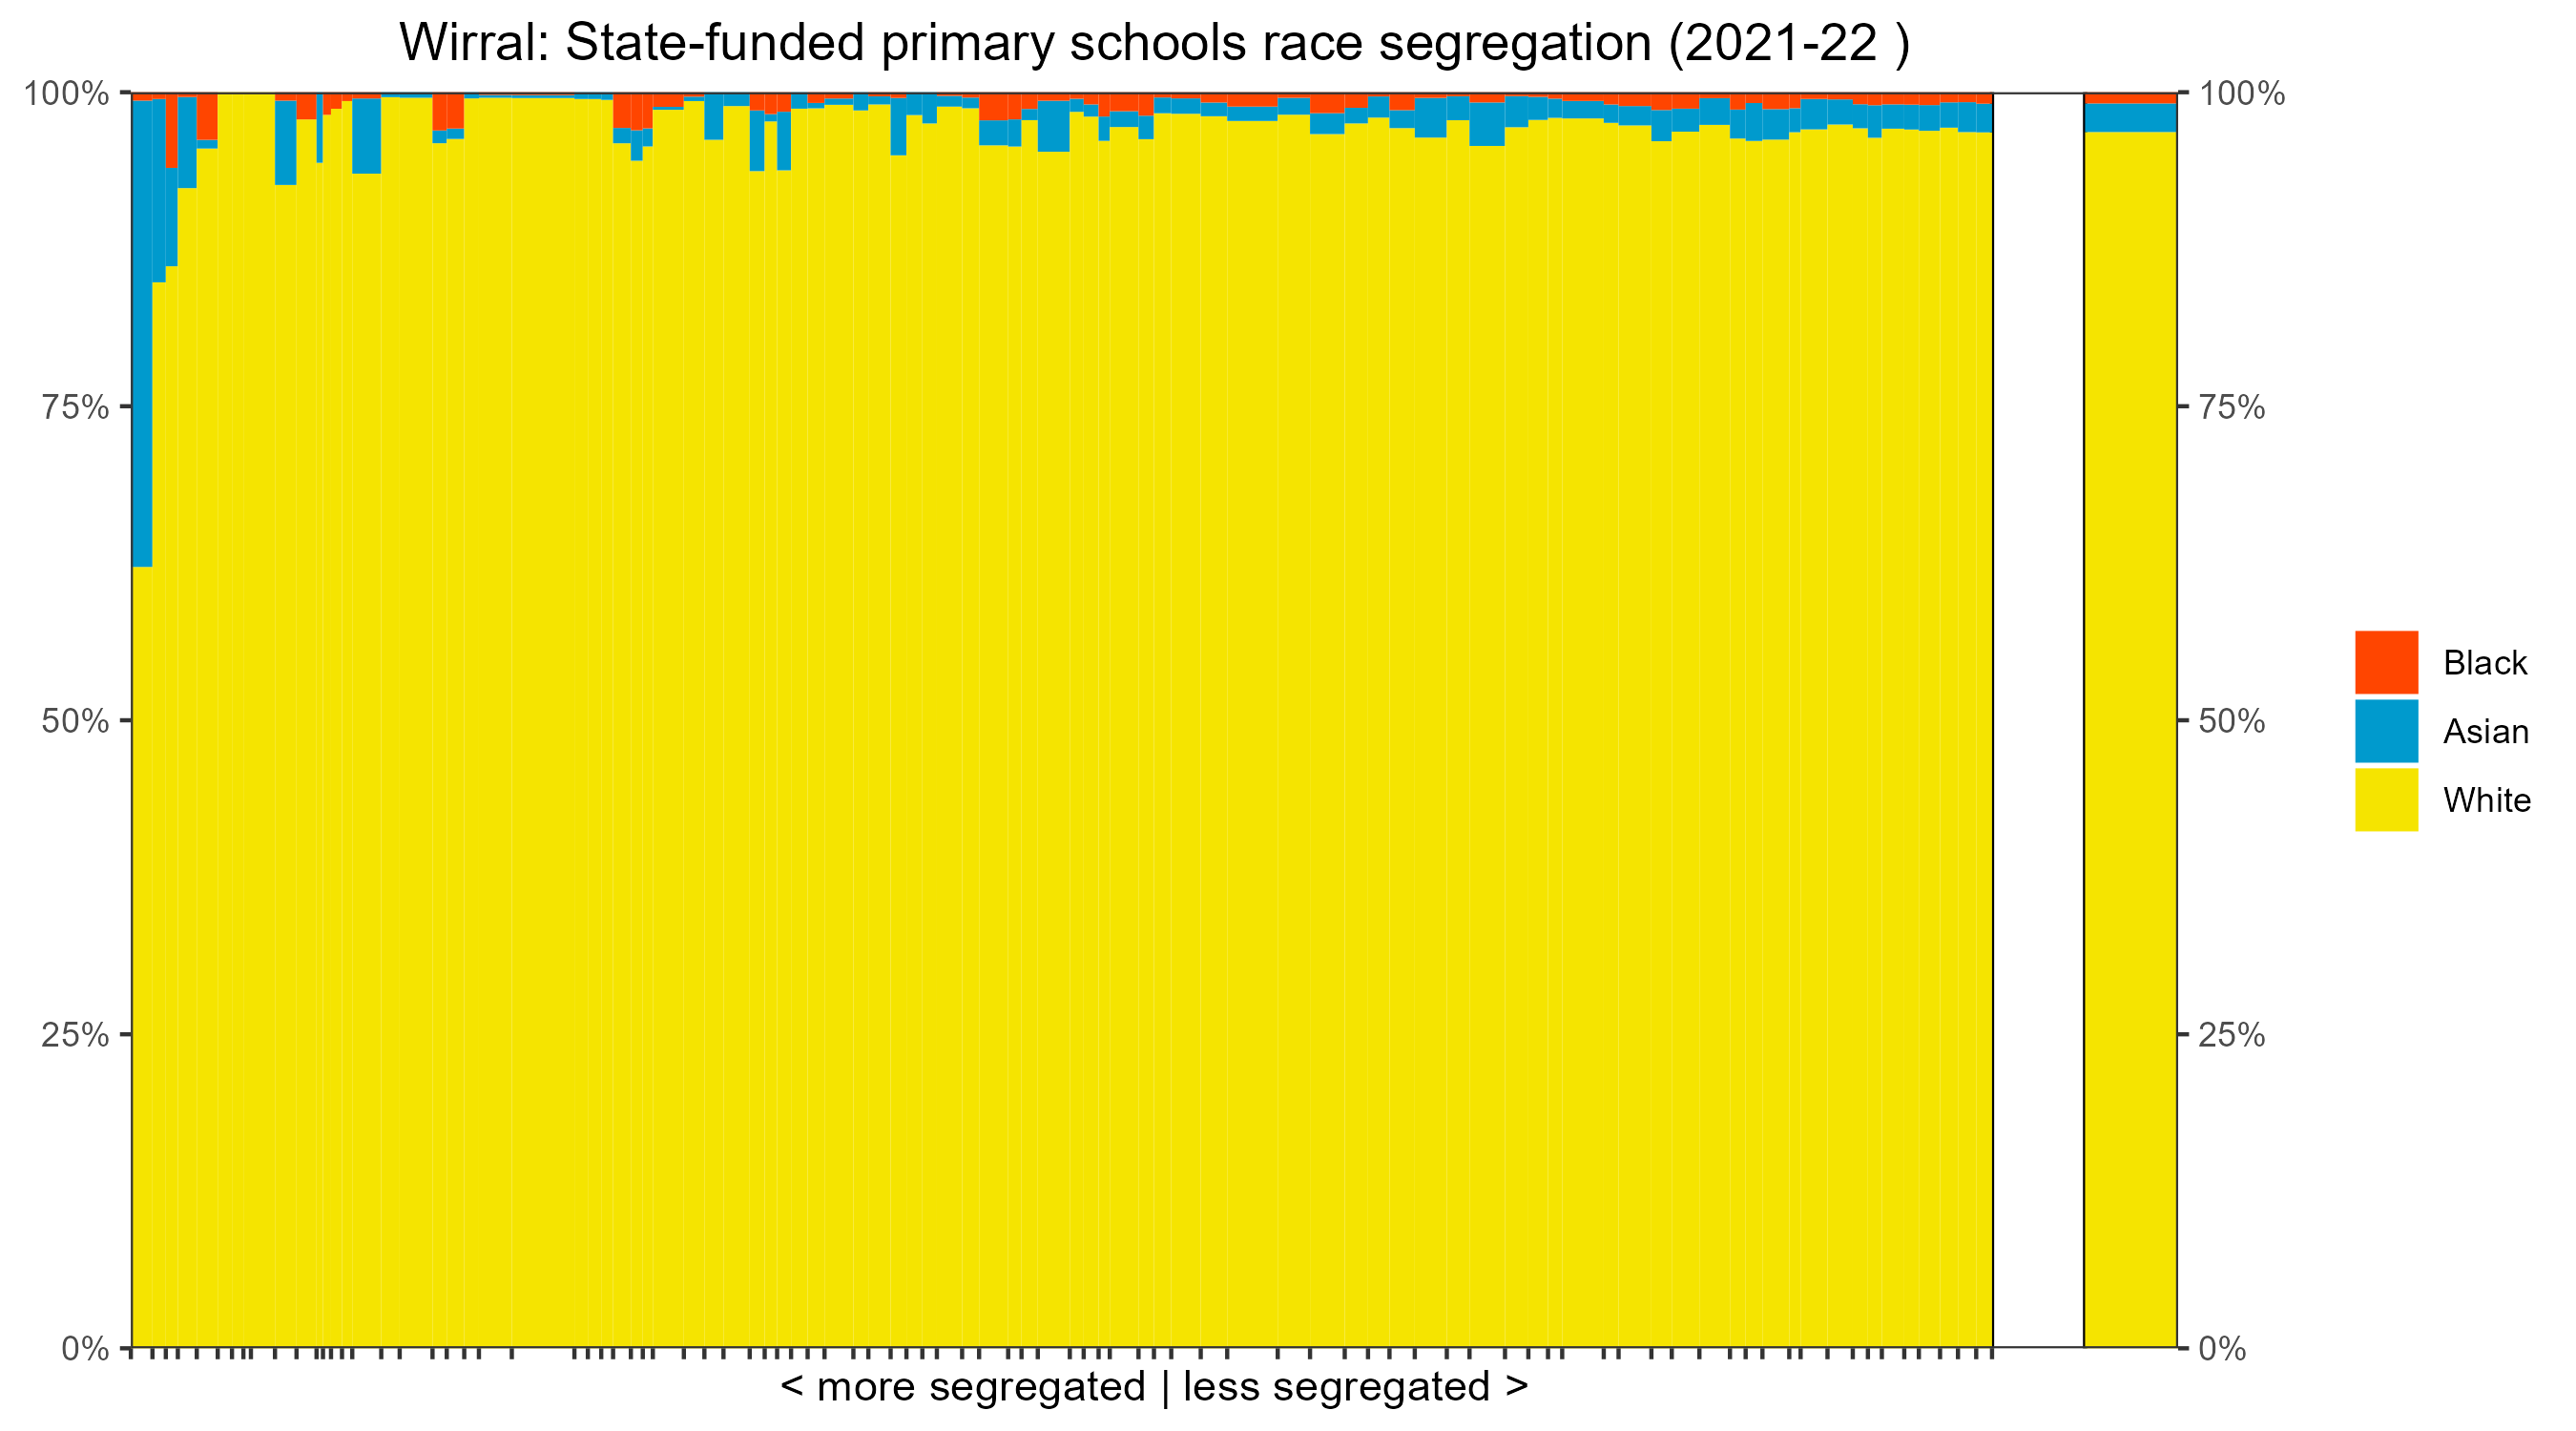 Wirral: State-funded primary schools race segregation (2021-22 )
100%
75%
50%
25%
0%
100%
75%
50%
25%
0%
Black
Asian
White
< more segregated | less segregated >